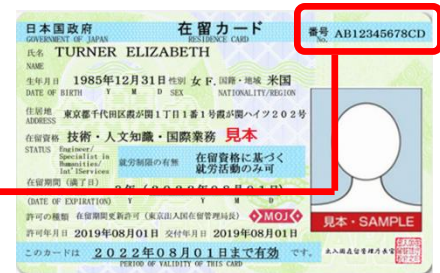 日本国政府 在留カード 番号 AB12345678CD
GOVERNMENT OF JAPAN RESIDENCE CARD No.
氏名 TURNER ELIZABETH
NAME
生年月日 1985年12月31日 性別 女 F. 国籍・地域 米国
DATE OF BIRTH Y M D SEX NATIONALITY/REGION
住居地 東京都千代田区霞が関1丁目1番1号霞が関ハイツ202号
ADDRESS
在留資格 技術・人文知識・国際業務 見本
STATUS Engineer/
Specialist in
Humanities/
Int'lServices
就労制限の有無 在留資格に基づく
就労活動のみ可
在留期間(満了日)
(DATE OF EXPIRATION) Y M D
許可の種類 在留期間更新許可(東京出入国在留管理局長) MOJ
見本・SAMPLE
許可年月日 2019年08月01日 交付年月日 2019年08月01日
このカードは 2022年08月01日まで有効 です。
PERIOD OF VALIDITY OF THIS CARD